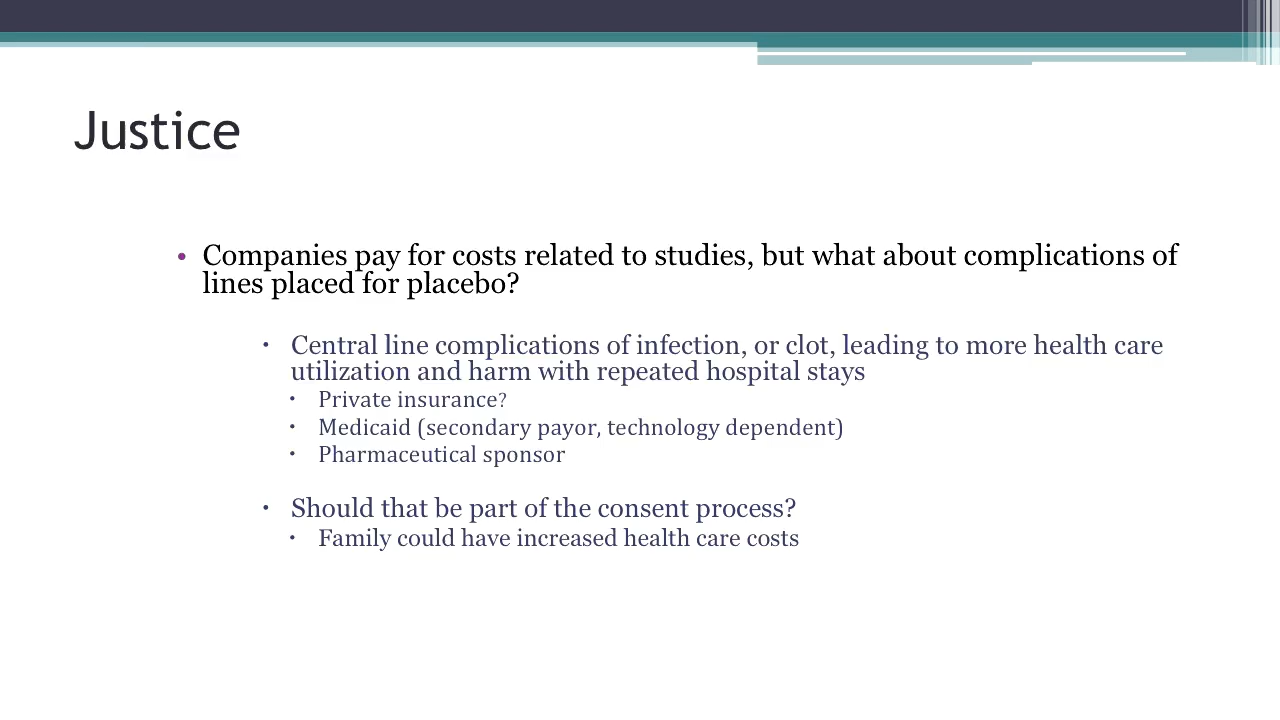 Justice
• Companies pay for costs related to studies, but what about complications of
lines placed for placebo?
• Central line complications of infection, or clot, leading to more health care
utilization and harm with repeated hospital stays
• Private insurance?
• Medicaid (secondary payor, technology dependent)
• Pharmaceutical sponsor
• Should that be part of the consent process?
• Family could have increased health care costs